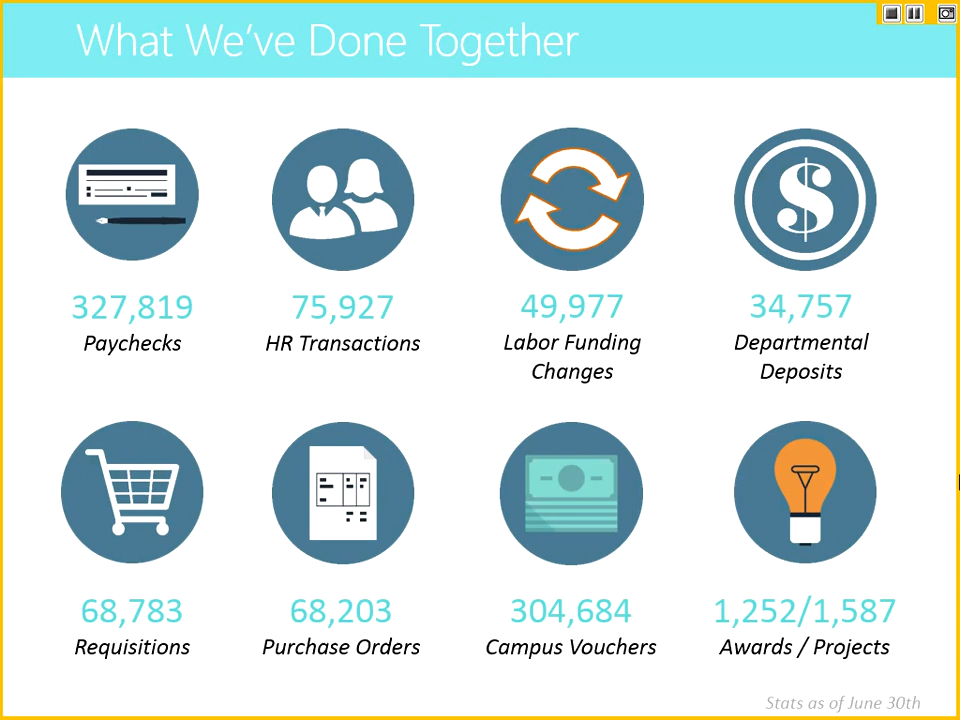 What We've Done Together
327,819
Paychecks
75,927
HR Transactions
49,977
Labor Funding
Changes
34,757
Departmental
Deposits
68,783
Requisitions
68,203
Purchase Orders
304,684
Campus Vouchers
1,252/1,587
Awards / Projects
Stats as of June 30th